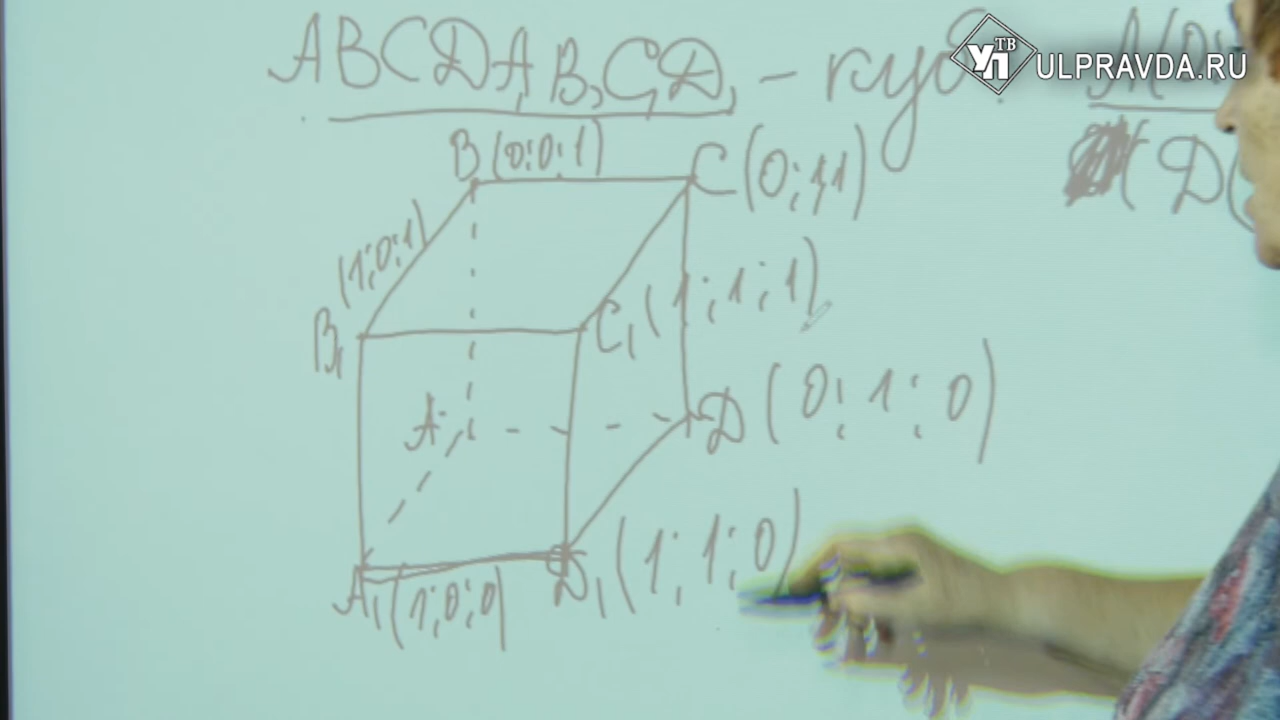 ABCDA₁B₁C₁D₁ – куб.
УП ТВ ULPRAVDA.RU
B (0;0;1)
C (0;1;1)
D(
(1;0;1)
B₁
C₁ (1;1;1)
A
D (0;1;0)
A₁ (1;0;0)
D₁ (1;1;0)